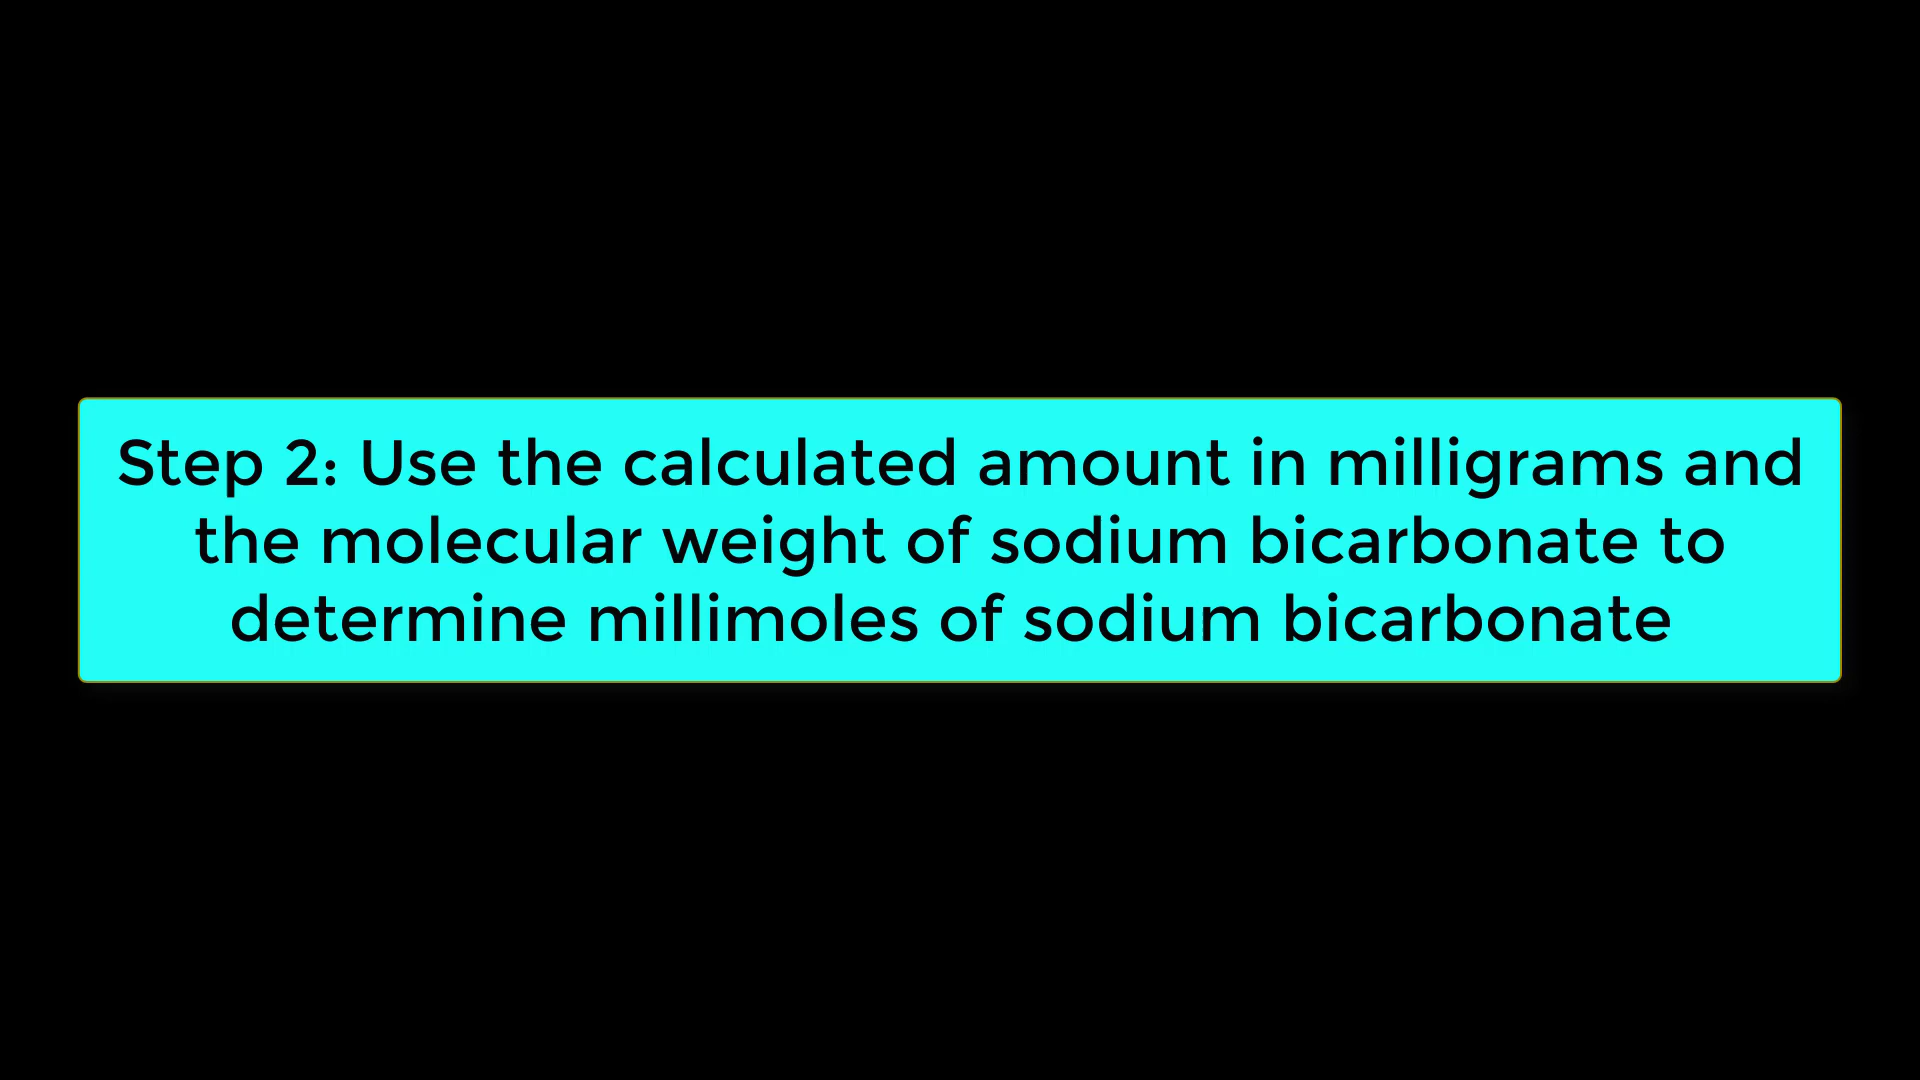 Step 2: Use the calculated amount in milligrams and
the molecular weight of sodium bicarbonate to
determine millimoles of sodium bicarbonate